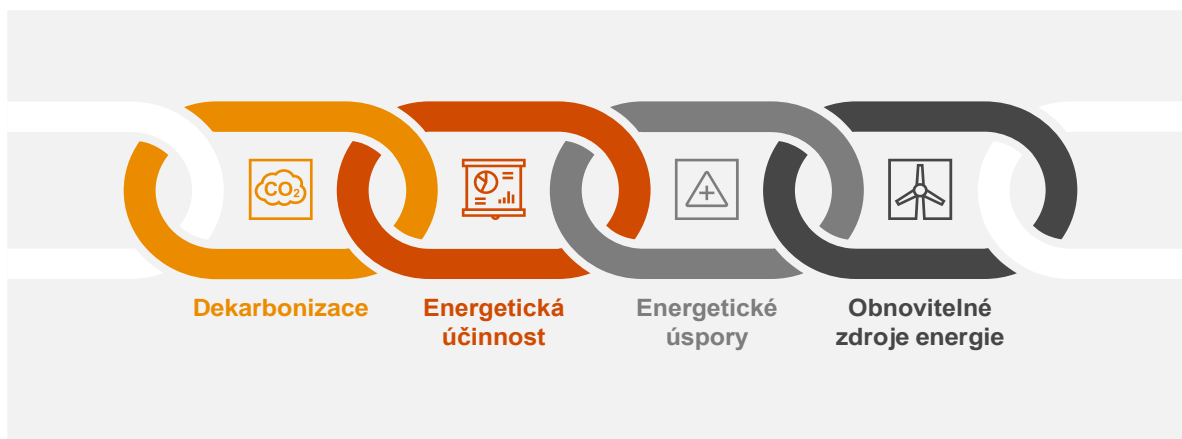 CO₂
Dekarbonizace
Energetická
účinnost
Energetické
úspory
Obnovitelné
zdroje energie